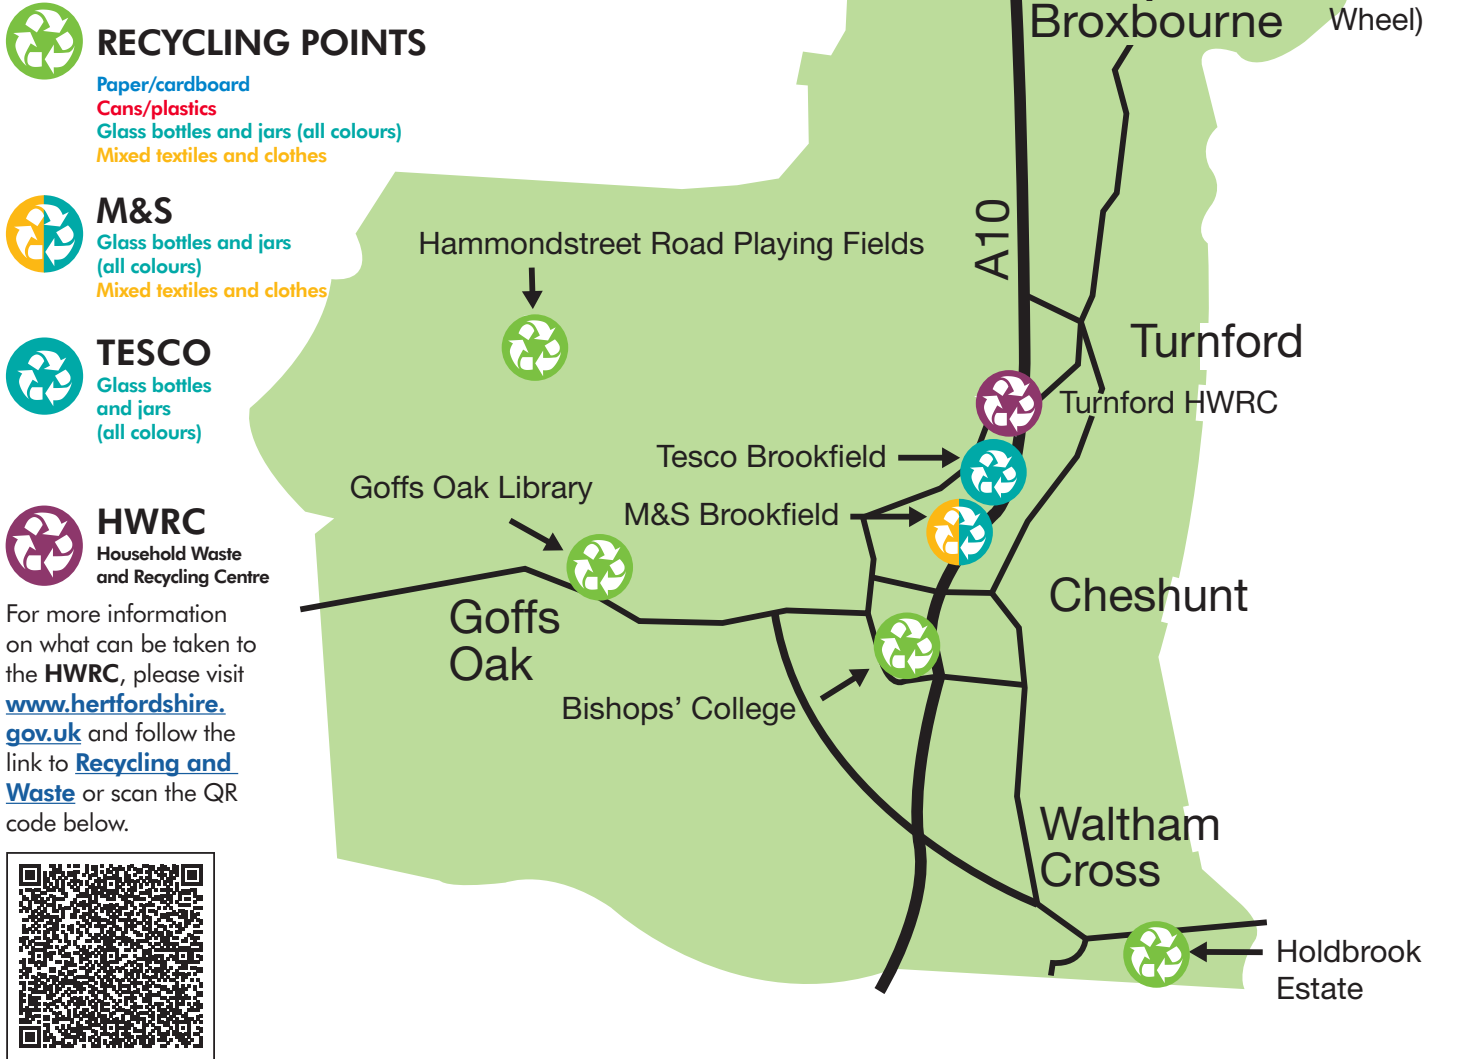 RECYCLING POINTS
Paper/cardboard
Cans/plastics
Glass bottles and jars (all colours)
Mixed textiles and clothes
M&S
Glass bottles and jars
(all colours)
Mixed textiles and clothes
TESCO
Glass bottles
and jars
(all colours)
HWRC
Household Waste
and Recycling Centre
For more information
on what can be taken to
the HWRC, please visit
www.hertfordshire.
gov.uk and follow the
link to Recycling and
Waste or scan the QR
code below.
Broxbourne
Wheel)
A10
Hammondstreet Road Playing Fields
Turnford
Turnford HWRC
Tesco Brookfield
Goffs Oak Library
M&S Brookfield
Cheshunt
Goffs
Oak
Bishops’ College
Waltham
Cross
Holdbrook
Estate